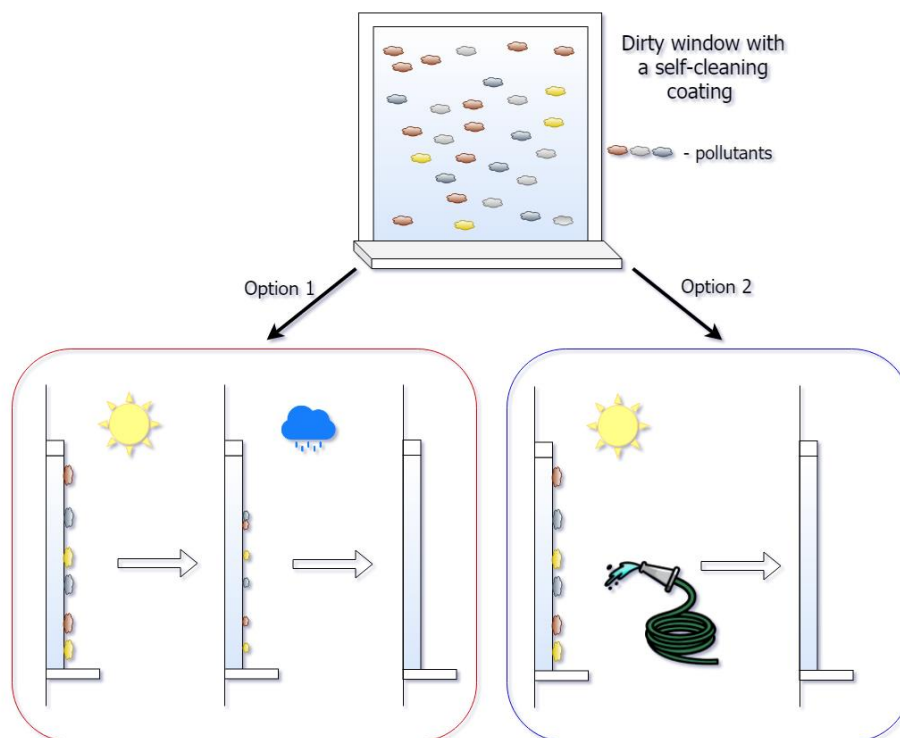 Dirty window with
a self-cleaning
coating
- pollutants
Option 1
Option 2